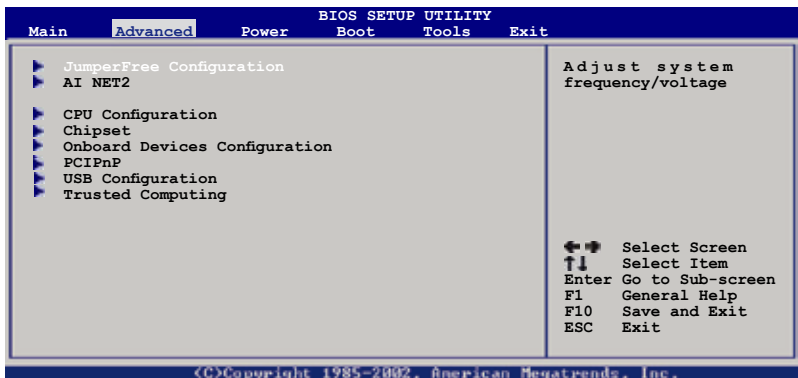 BIOS SETUP UTILITY
Main Advanced Power Boot Tools Exit
JumperFree Configuration
AI NET2
CPU Configuration
Chipset
Onboard Devices Configuration
PCIPnP
USB Configuration
Trusted Computing
Adjust system
frequency/voltage
Select Screen
↑↓ Select Item
Enter Go to Sub-screen
F1 General Help
F10 Save and Exit
ESC Exit
(C)Copyright 1985-2002, American Megatrends, Inc.